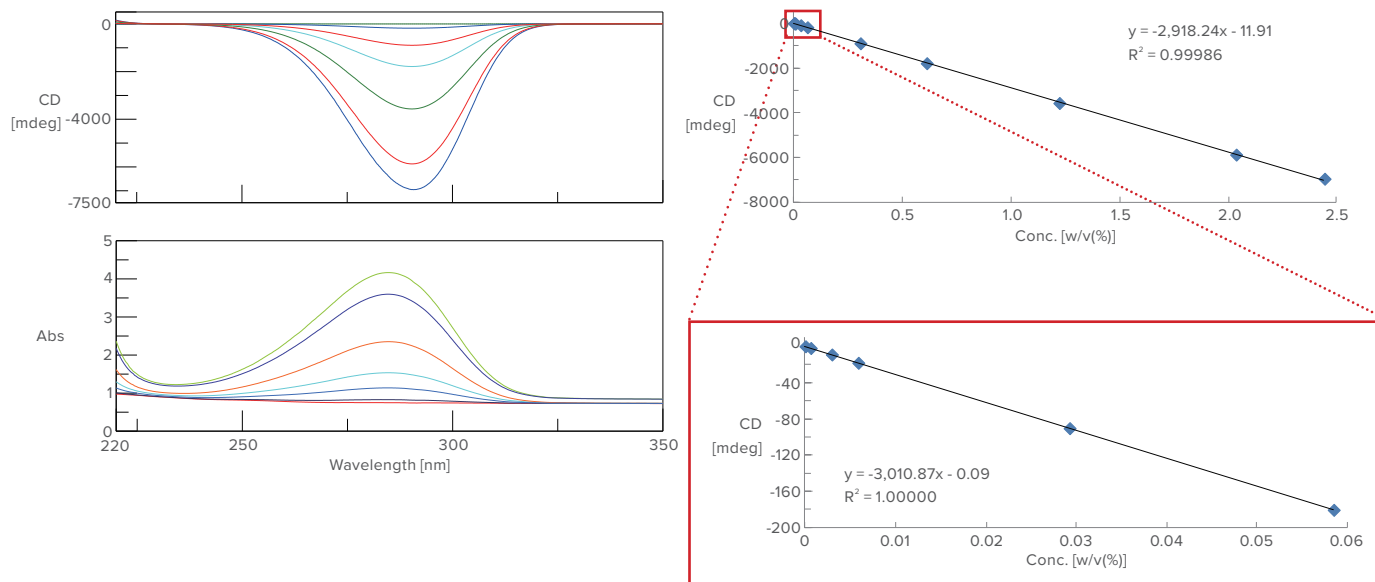 0
CD
[mdeg]
-4000
-7500
5
4
3
Abs
2
1
0
220
250
300
350
Wavelength [nm]
0
-2000
CD
[mdeg]
-4000
-6000
-8000
y = -2,918.24x - 11.91
R² = 0.99986
0
0.5
1.0
1.5
2.0
2.5
Conc. [w/v(%)]
0
-40
-80
CD
[mdeg]
-120
-160
-200
y = -3,010.87x - 0.09
R² = 1.00000
0
0.01
0.02
0.03
0.04
0.05
0.06
Conc. [w/v(%)]